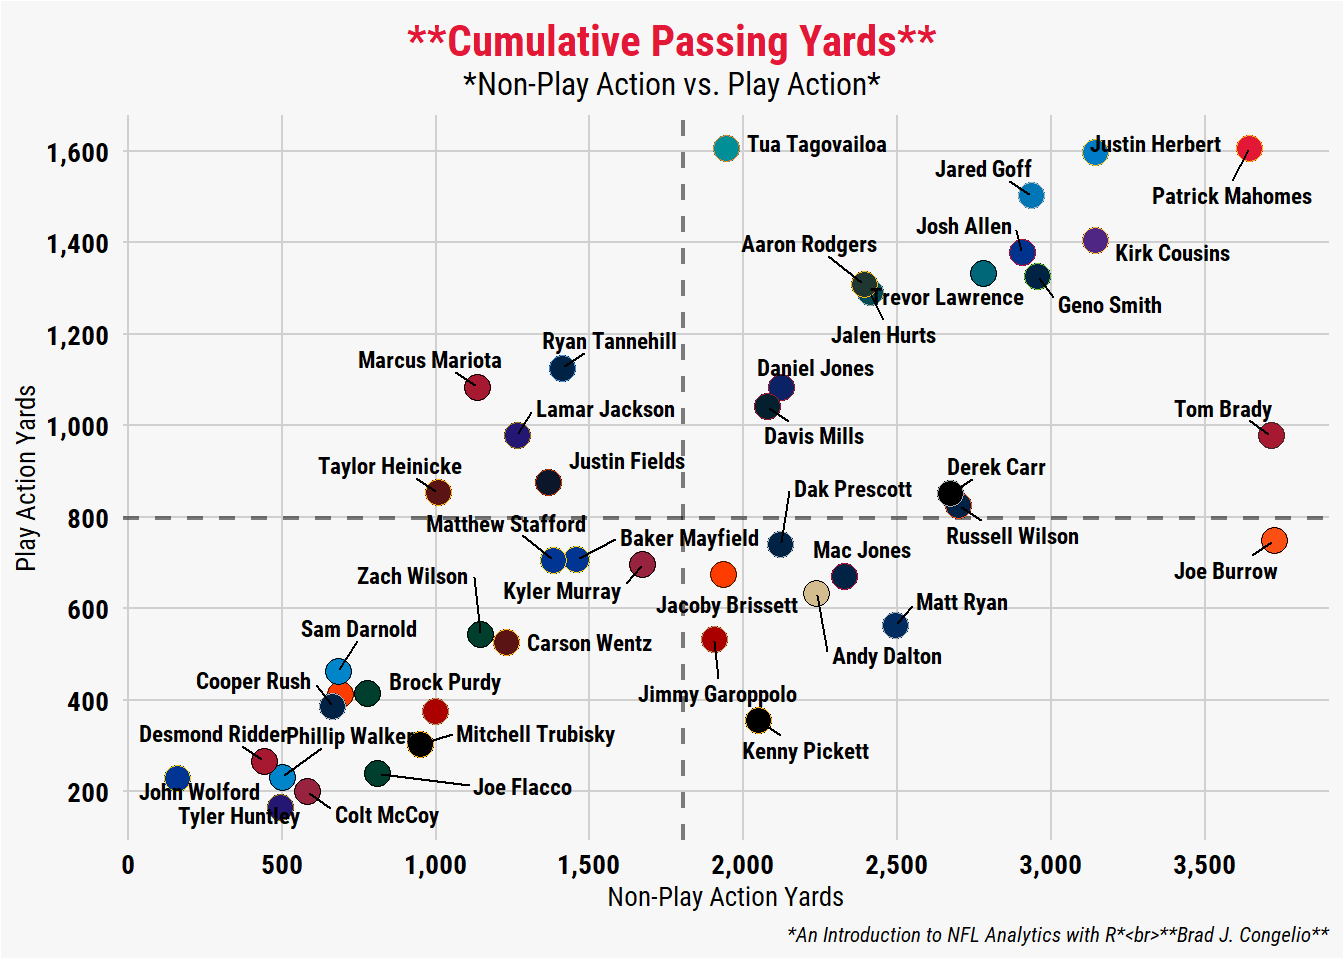 **Cumulative Passing Yards**
*Non-Play Action vs. Play Action*
1,600
Tua Tagovailoa
Justin Herbert
Jared Goff
Patrick Mahomes
Josh Allen
1,400
Aaron Rodgers
Kirk Cousins
Trevor Lawrence
Geno Smith
1,200
Jalen Hurts
Ryan Tannehill
Marcus Mariota
Daniel Jones
Lamar Jackson
Tom Brady
1,000
Davis Mills
Justin Fields
Taylor Heinicke
Derek Carr
Dak Prescott
800
Matthew Stafford
Baker Mayfield
Russell Wilson
Mac Jones
Zach Wilson
Joe Burrow
Kyler Murray
600
Jacoby Brissett
Matt Ryan
Sam Darnold
Carson Wentz
Andy Dalton
Cooper Rush
Brock Purdy
Jimmy Garoppolo
400
Desmond Ridder
Phillip Walker
Mitchell Trubisky
Kenny Pickett
200
John Wolford
Joe Flacco
Tyler Huntley
Colt McCoy
Play Action Yards
0 500 1,000 1,500 2,000 2,500 3,000 3,500
Non-Play Action Yards
*An Introduction to NFL Analytics with R*<br>**Brad J. Congelio**